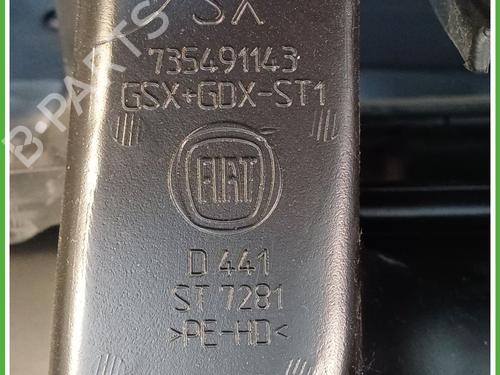 SX
735491143
GSX+GDX-ST1
FIAT
D 441
ST 7281
>PE-HD<
B-PARTS